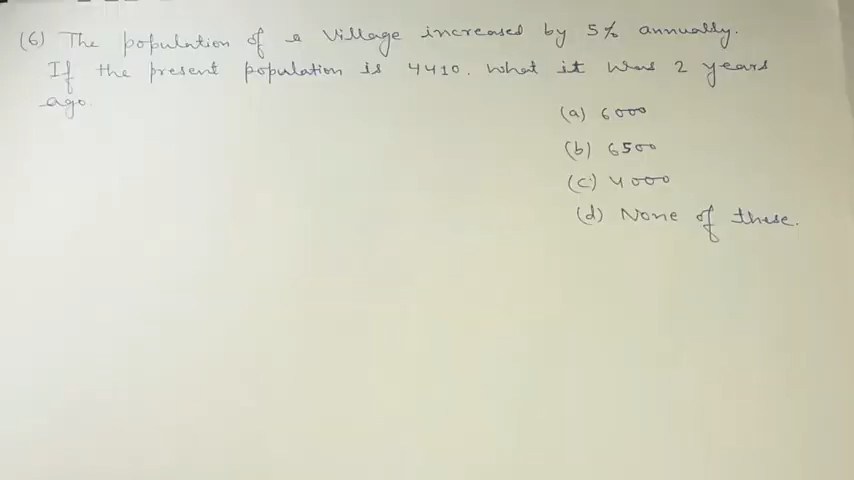 (6) The population of a Village increased by 5% annually.
If the present population is 4410. What it was 2 years
ago.
(a) 6000
(b) 6500
(c) 4000
(d) None of these.